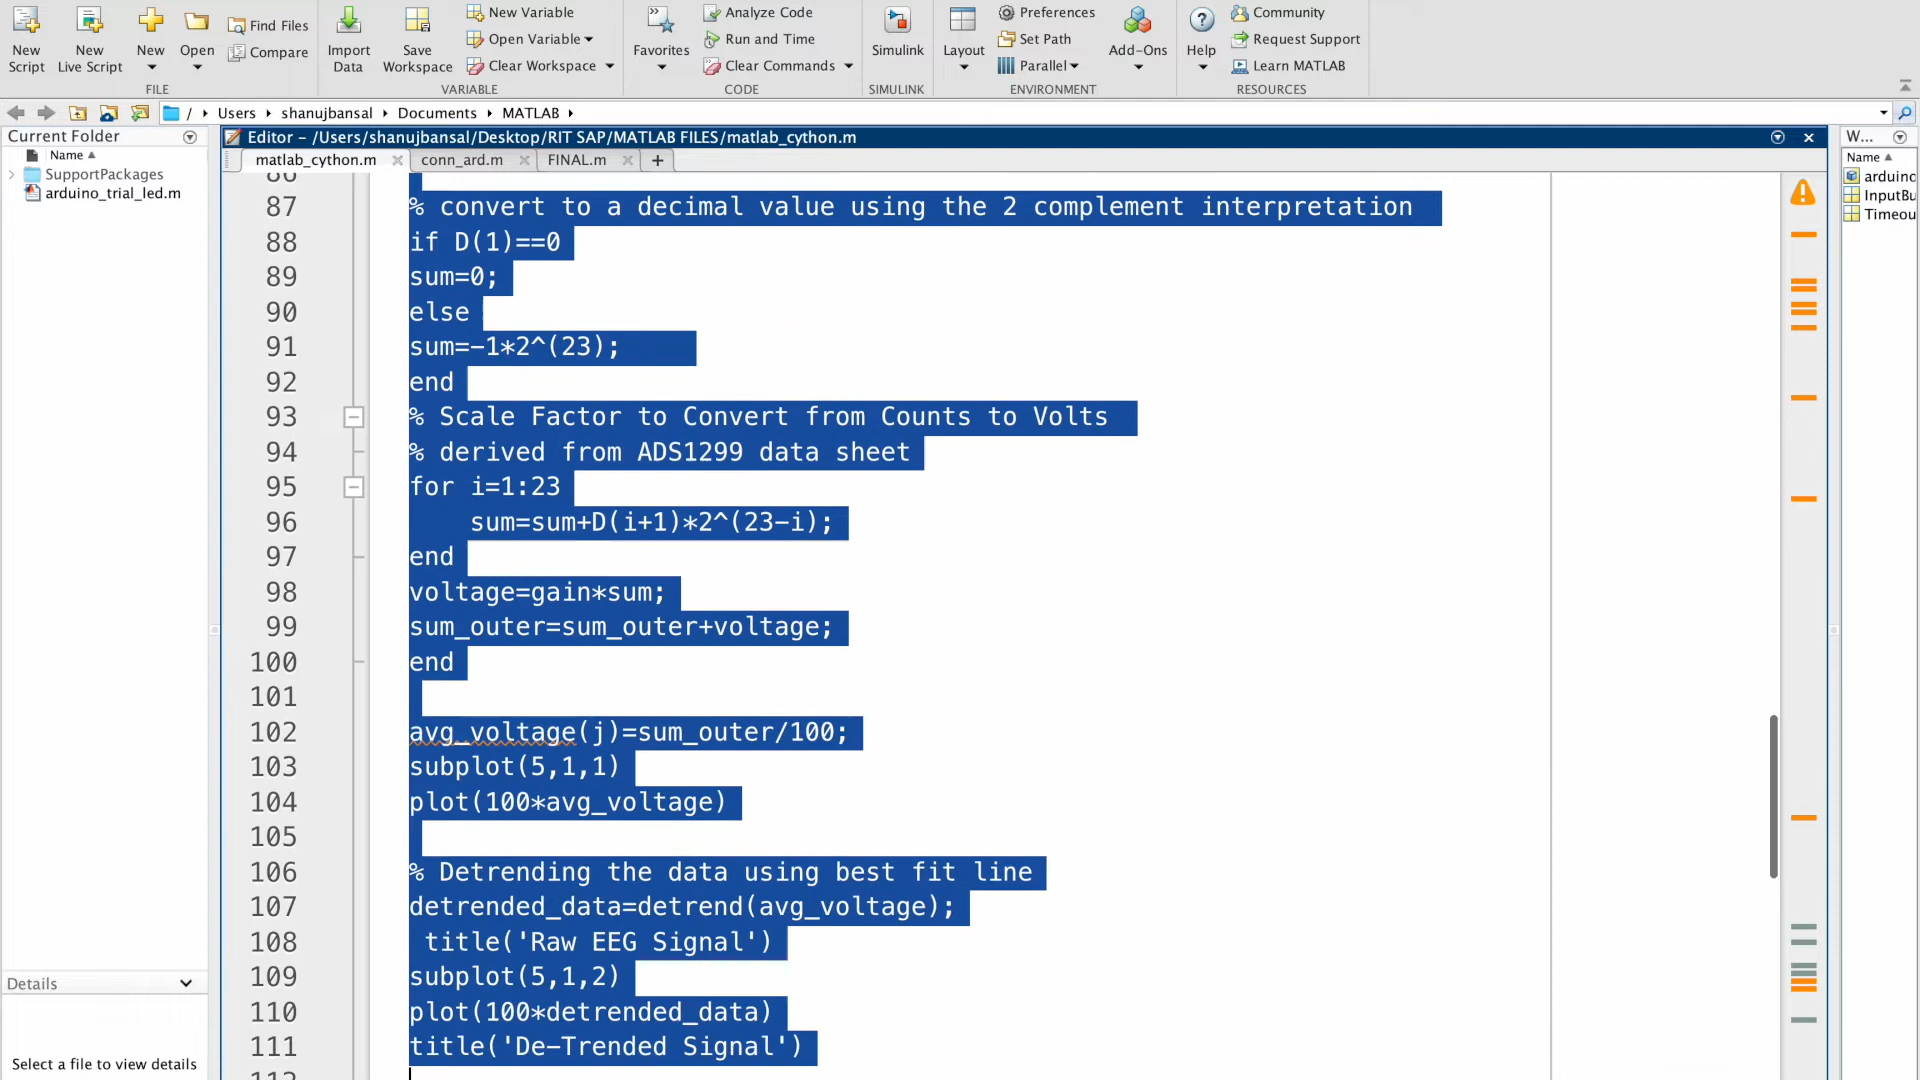 New Script
New Live Script
New
Open
Find Files
Compare
Import Data
Save Workspace
New Variable
Open Variable
Clear Workspace
Favorites
Analyze Code
Run and Time
Clear Commands
Simulink
Layout
Preferences
Set Path
Parallel
Add-Ons
Help
Community
Request Support
Learn MATLAB
FILE
VARIABLE
CODE
SIMULINK
ENVIRONMENT
RESOURCES
/ Users shanujbansal Documents MATLAB
Current Folder
Name
SupportPackages
arduino_trial_led.m
Details
Select a file to view details
Editor - /Users/shanujbansal/Desktop/RIT SAP/MATLAB FILES/matlab_cython.m
matlab_cython.m
conn_ard.m
FINAL.m
86
87 % convert to a decimal value using the 2 complement interpretation
88 if D(1)==0
89 sum=0;
90 else
91 sum=-1*2^(23);
92 end
93 % Scale Factor to Convert from Counts to Volts
94 % derived from ADS1299 data sheet
95 for i=1:23
96 sum=sum+D(i+1)*2^(23-i);
97 end
98 voltage=gain*sum;
99 sum_outer=sum_outer+voltage;
100 end
101
102 avg_voltage(j)=sum_outer/100;
103 subplot(5,1,1)
104 plot(100*avg_voltage)
105
106 % Detrending the data using best fit line
107 detrended_data=detrend(avg_voltage);
108 title('Raw EEG Signal')
109 subplot(5,1,2)
110 plot(100*detrended_data)
111 title('De-Trended Signal')
112
W...
Name
arduino
InputBu
Timeou